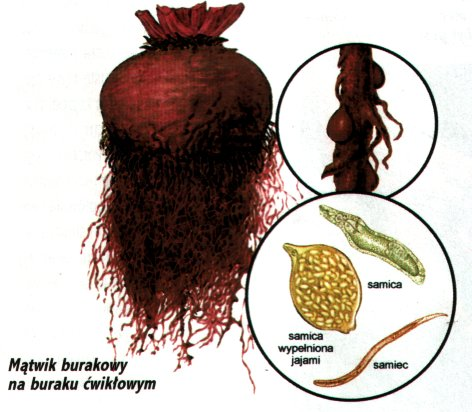 samica
samica
wypełniona
jajami
samiec
Mątwik burakowy
na buraku ćwikłowym